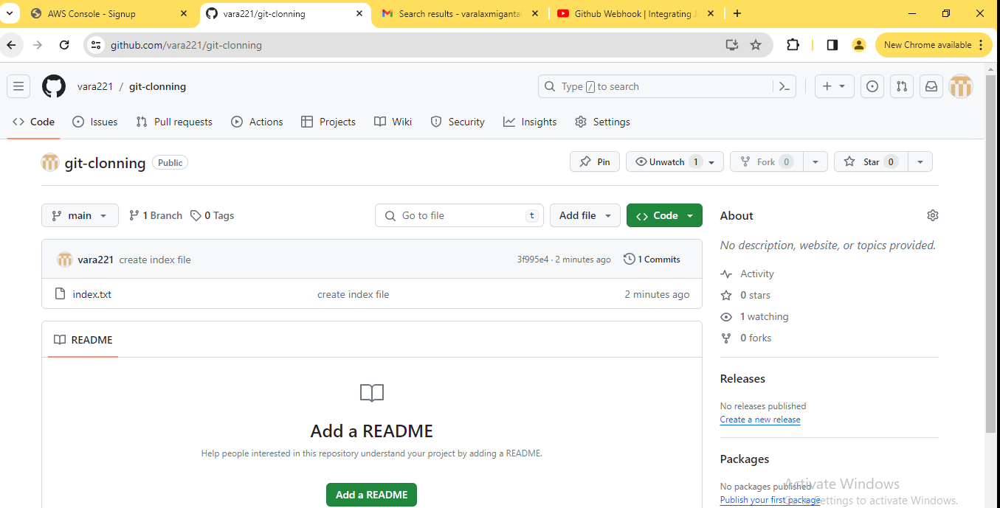 AWS Console - Signup
vara221/git-clonning
Search results - varalaxmiganta
Github Webhook | Integrating J
github.com/vara221/git-clonning
New Chrome available
vara221 / git-clonning
Type / to search
Code Issues Pull requests Actions Projects Wiki Security Insights Settings
git-clonning Public
Pin Unwatch 1 Fork 0 Star 0
main 1 Branch 0 Tags Go to file t Add file Code
About
No description, website, or topics provided.
vara221 create index file 3f995e4 · 2 minutes ago 1 Commits
index.txt create index file 2 minutes ago
Activity
0 stars
1 watching
0 forks
README
Add a README
Help people interested in this repository understand your project by adding a README.
Add a README
Releases
No releases published
Create a new release
Packages
No packages published
Publish your first package
Activate Windows
Go to Settings to activate Windows.